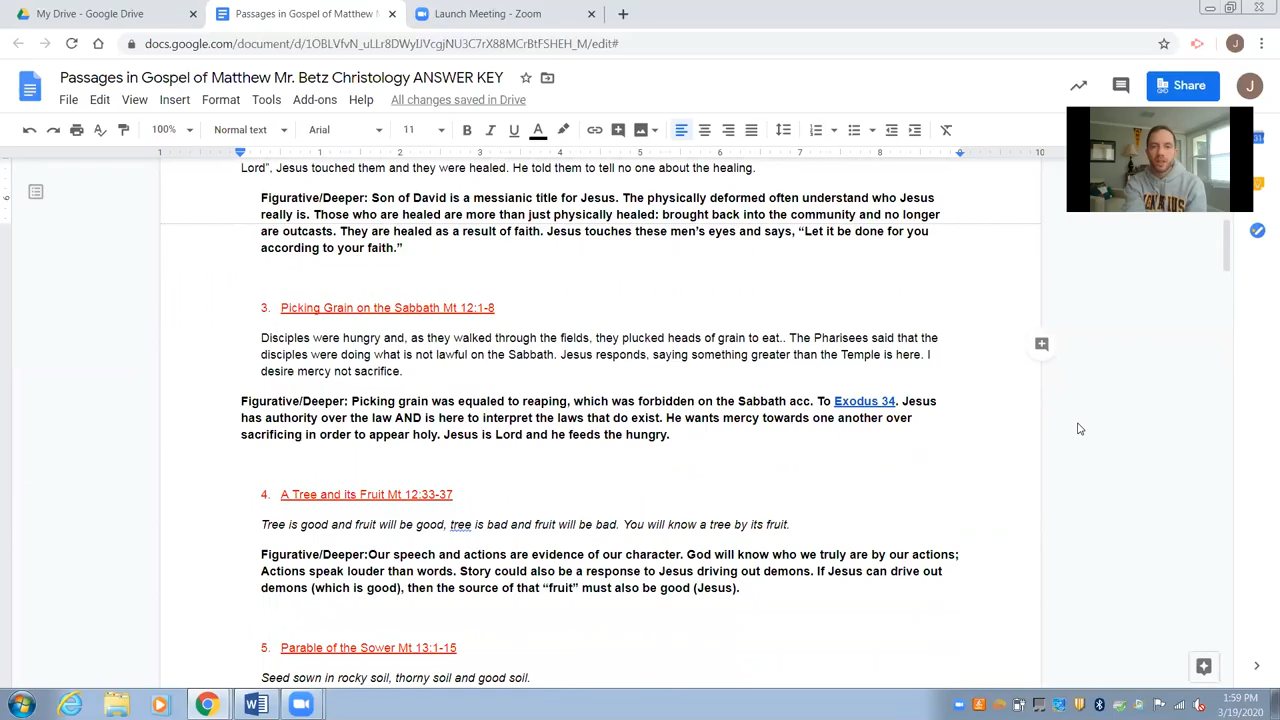 My Drive - Google Drive
Passages in Gospel of Matthew M
Launch Meeting - Zoom
docs.google.com/document/d/1OBLVfvN_uLLr8DWyIJVcgjNU3C7rX88MCrBtFSHEH_M/edit#
Passages in Gospel of Matthew Mr. Betz Christology ANSWER KEY
Share
J
File Edit View Insert Format Tools Add-ons Help All changes saved in Drive
100% Normal text Arial 11 B I U A
1 1 2 3 4 5 6 7 8 9 10
Lord", Jesus touched them and they were healed. He told them to tell no one about the healing.
Figurative/Deeper: Son of David is a messianic title for Jesus. The physically deformed often understand who Jesus
really is. Those who are healed are more than just physically healed: brought back into the community and no longer
are outcasts. They are healed as a result of faith. Jesus touches these men's eyes and says, “Let it be done for you
according to your faith.”
3. Picking Grain on the Sabbath Mt 12:1-8
Disciples were hungry and, as they walked through the fields, they plucked heads of grain to eat.. The Pharisees said that the
disciples were doing what is not lawful on the Sabbath. Jesus responds, saying something greater than the Temple is here. I
desire mercy not sacrifice.
Figurative/Deeper: Picking grain was equaled to reaping, which was forbidden on the Sabbath acc. To Exodus 34. Jesus
has authority over the law AND is here to interpret the laws that do exist. He wants mercy towards one another over
sacrificing in order to appear holy. Jesus is Lord and he feeds the hungry.
4. A Tree and its Fruit Mt 12:33-37
Tree is good and fruit will be good, tree is bad and fruit will be bad. You will know a tree by its fruit.
Figurative/Deeper:Our speech and actions are evidence of our character. God will know who we truly are by our actions;
Actions speak louder than words. Story could also be a response to Jesus driving out demons. If Jesus can drive out
demons (which is good), then the source of that “fruit” must also be good (Jesus).
5. Parable of the Sower Mt 13:1-15
Seed sown in rocky soil, thorny soil and good soil.
1:59 PM
3/19/2020